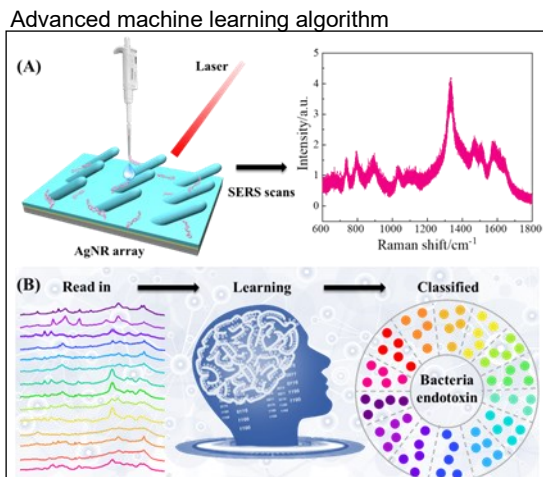 Advanced machine learning algorithm
(A)
Laser
SERS scans
AgNR array
Intensity/a.u.
5
4
3
2
1
0
600 800 1000 1200 1400 1600 1800
Raman shift/cm-1
(B) Read in Learning Classified
Bacteria
endotoxin